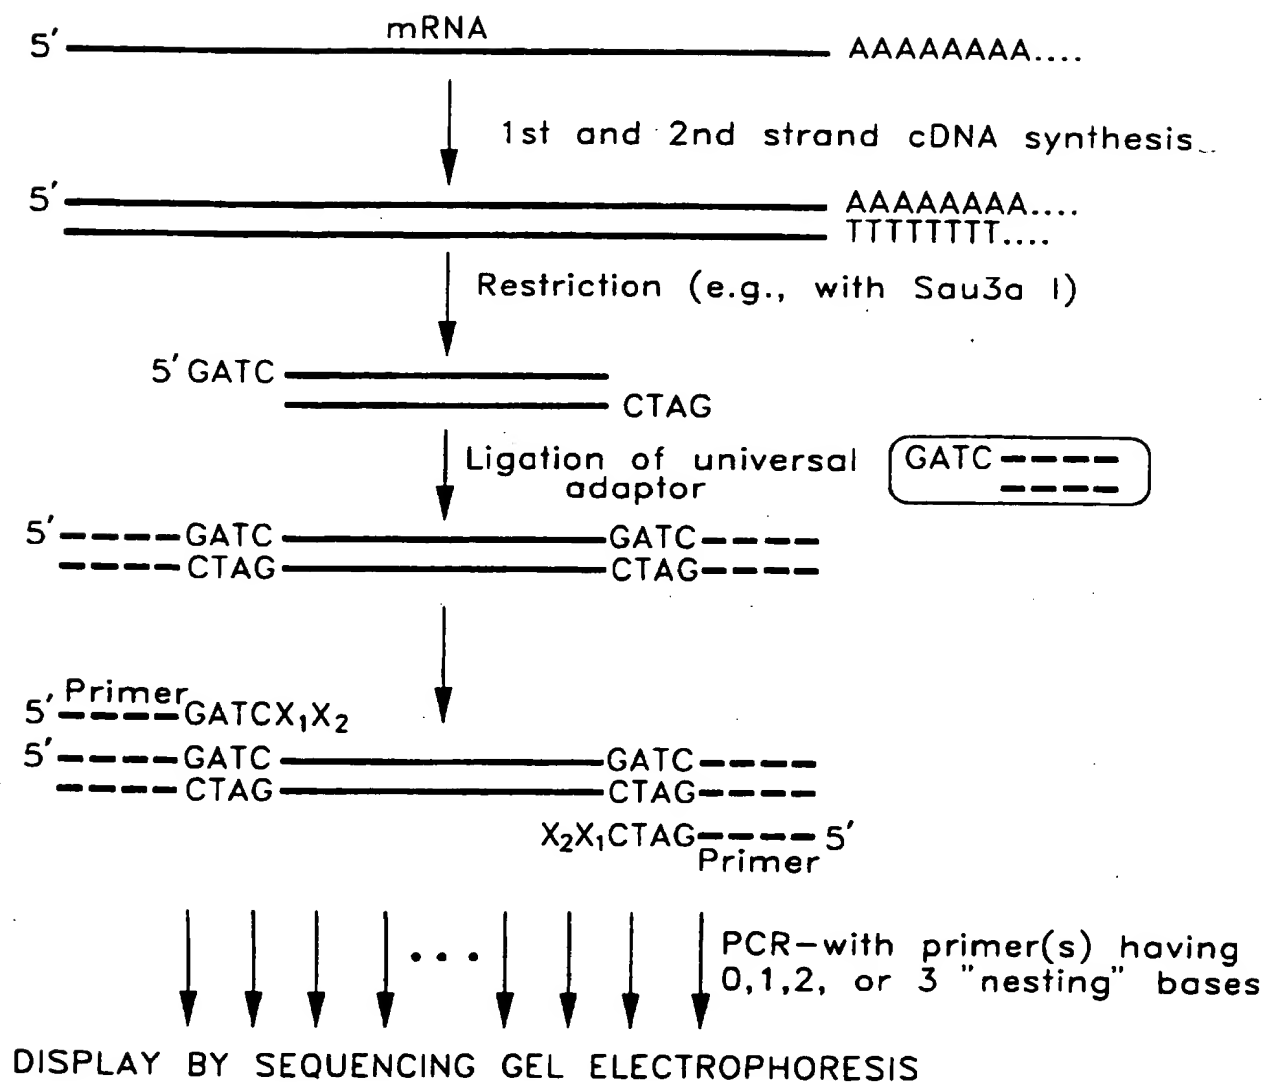 mRNA
5' AAAAAAAA....
1st and 2nd strand cDNA synthesis
5' AAAAAAAA....
TTTTTTTT....
Restriction (e.g., with Sau3a I)
5' GATC
CTAG
Ligation of universal
adaptor
GATC
5' GATC GATC
CTAG CTAG
Primer
5' GATCX₁X₂
5' GATC GATC
CTAG CTAG
X₂X₁CTAG 5'
Primer
PCR-with primer(s) having
0,1,2, or 3 "nesting" bases
DISPLAY BY SEQUENCING GEL ELECTROPHORESIS